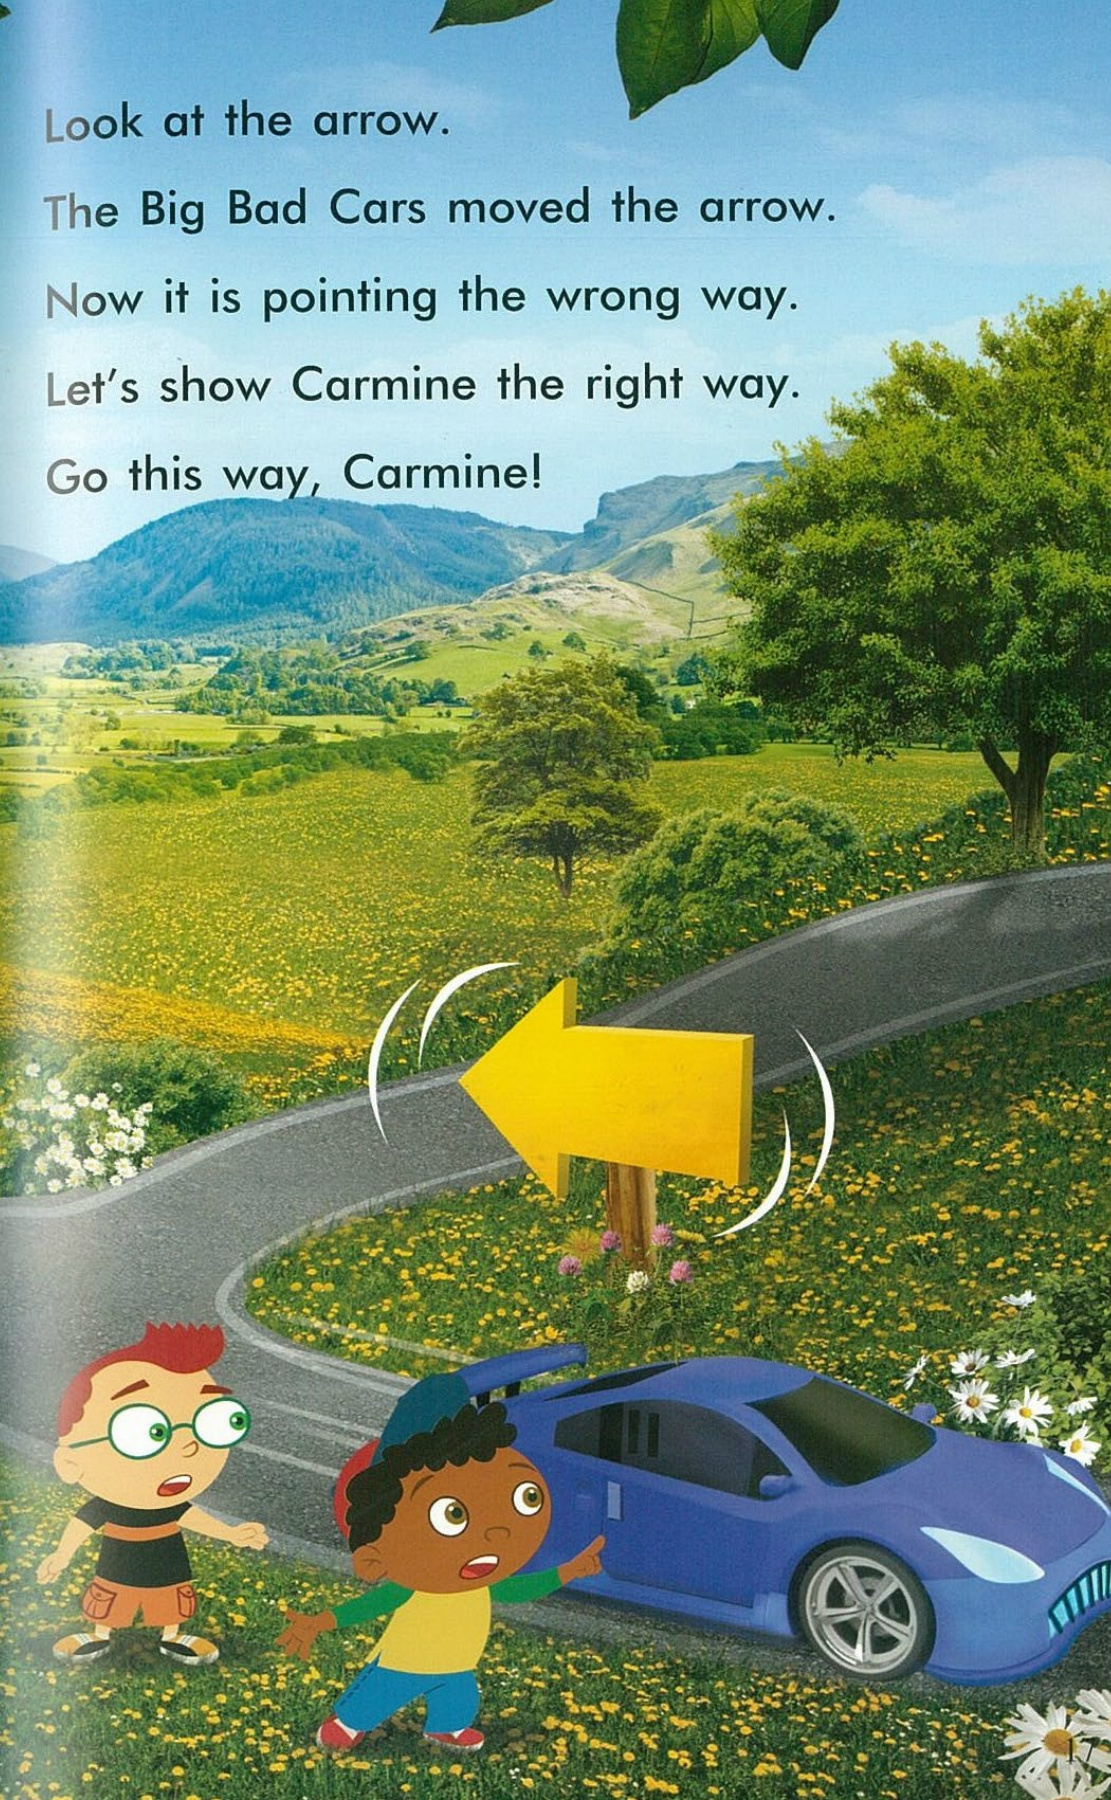 Look at the arrow.
The Big Bad Cars moved the arrow.
Now it is pointing the wrong way.
Let's show Carmine the right way.
Go this way, Carmine!
17